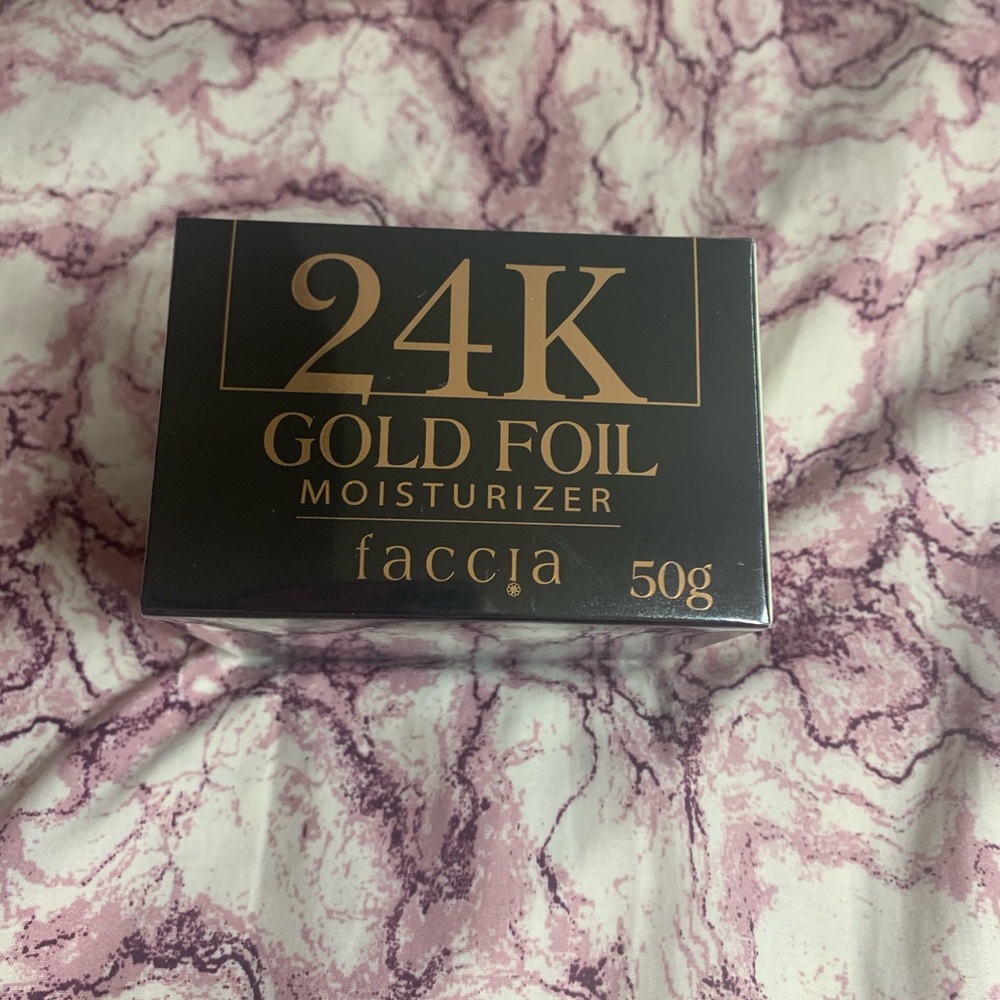 24K
GOLD FOIL
MOISTURIZER
faccia
50g